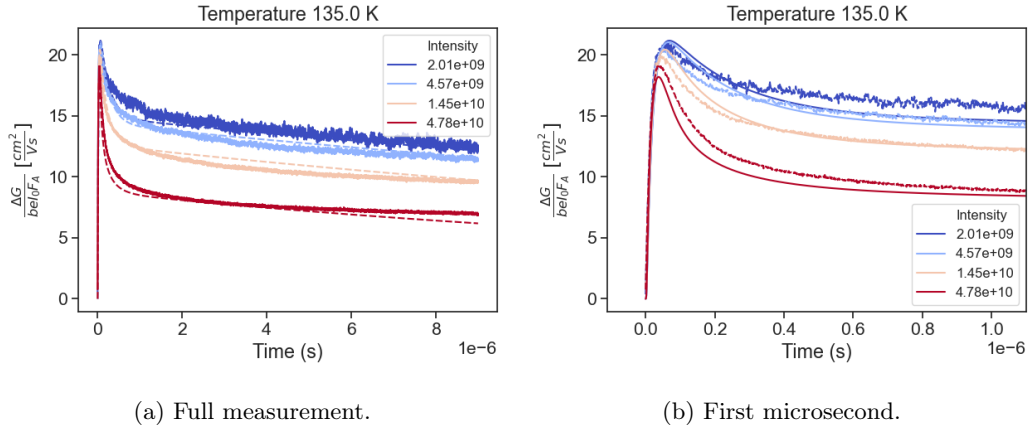 Temperature 135.0 K
ΔG / beI₀F_A [cm² / Vs]
20
15
10
5
0
Intensity
2.01e+09
4.57e+09
1.45e+10
4.78e+10
0 2 4 6 8
1e−6
Time (s)
(a) Full measurement.
Temperature 135.0 K
ΔG / beI₀F_A [cm² / Vs]
20
15
10
5
0
Intensity
2.01e+09
4.57e+09
1.45e+10
4.78e+10
0.0 0.2 0.4 0.6 0.8 1.0
1e−6
Time (s)
(b) First microsecond.